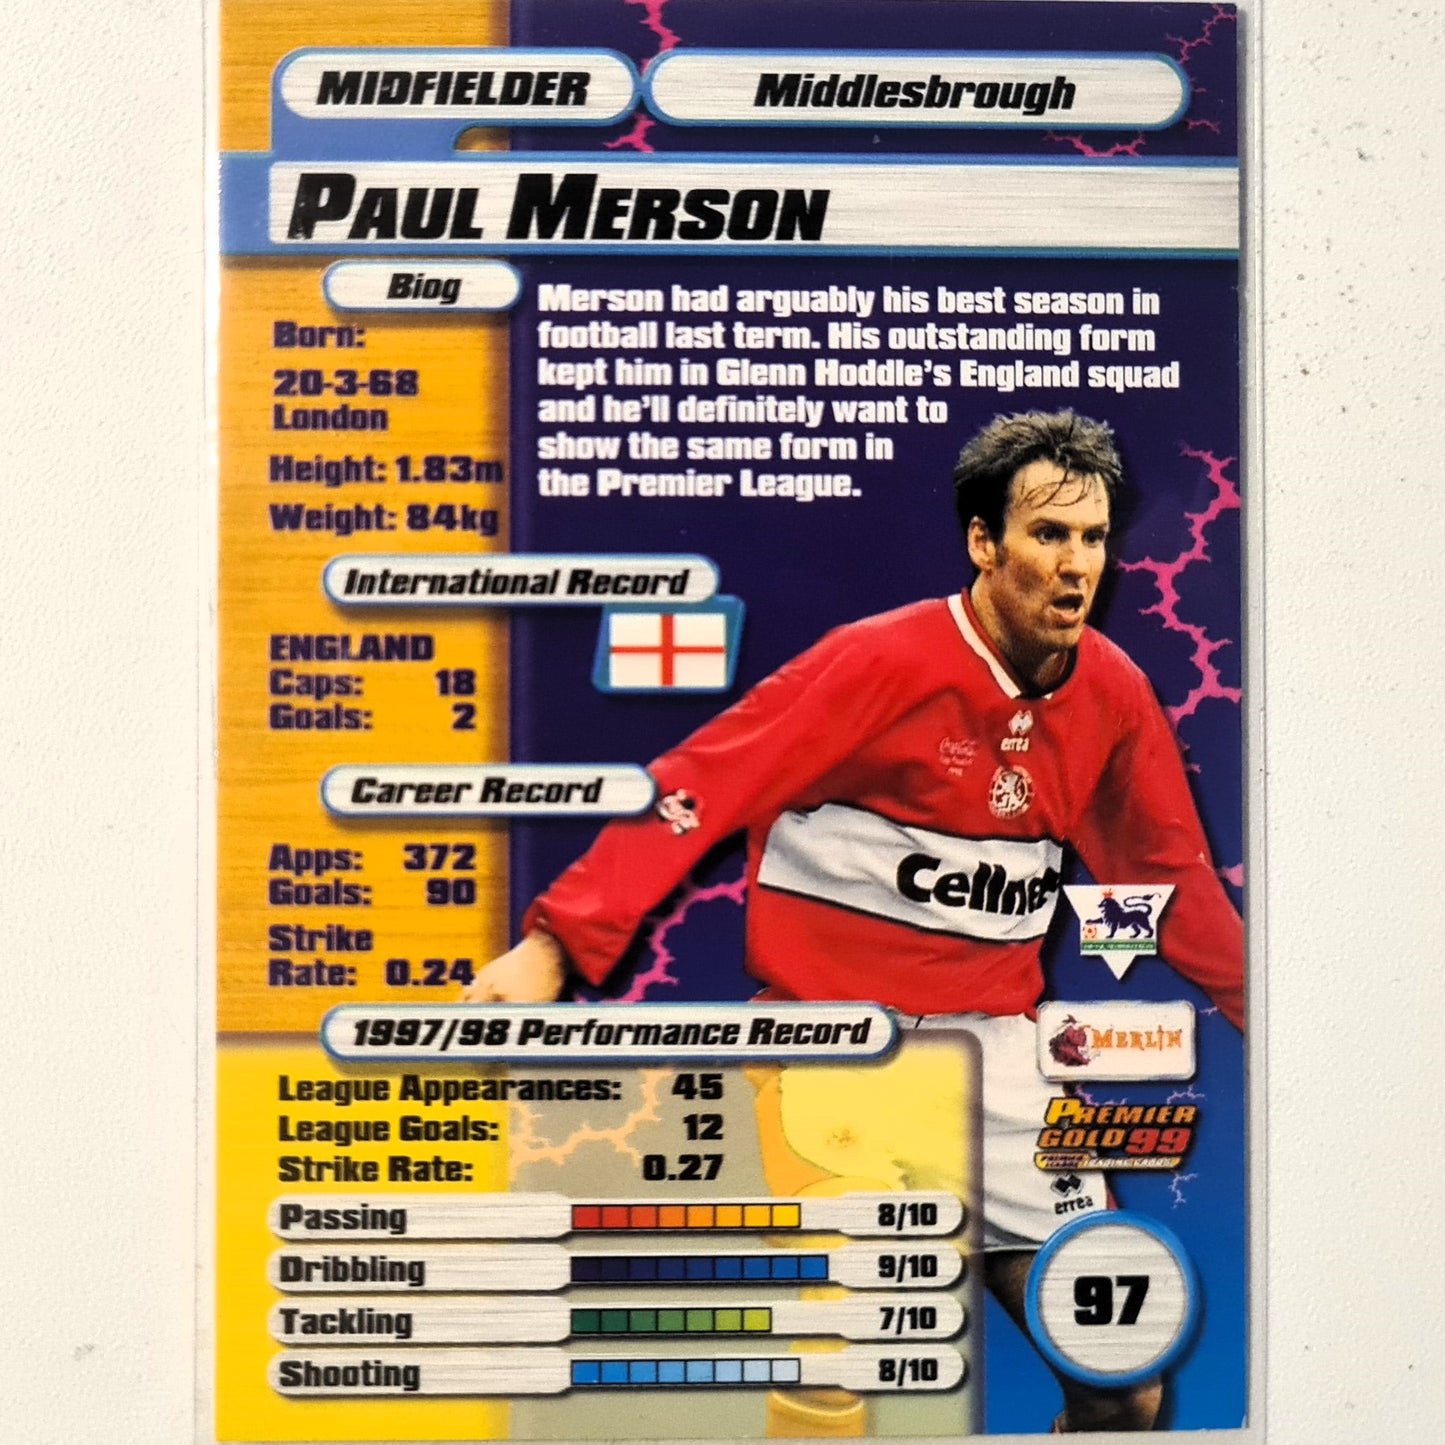 MIDFIELDER
Middlesbrough
PAUL MERSON
Biog
Born:
20-3-68
London
Height: 1.83m
Weight: 84kg
Merson had arguably his best season in
football last term. His outstanding form
kept him in Glenn Hoddle's England squad
and he'll definitely want to
show the same form in
the Premier League.
International Record
ENGLAND
Caps: 18
Goals: 2
Career Record
Apps: 372
Goals: 90
Strike
Rate: 0.24
errea
Coca-Cola
Cellne
1997/98 Performance Record
League Appearances: 45
League Goals: 12
Strike Rate: 0.27
Passing 8/10
Dribbling 9/10
Tackling 7/10
Shooting 8/10
MERLIN
PREMIER
GOLD 99
errea
97